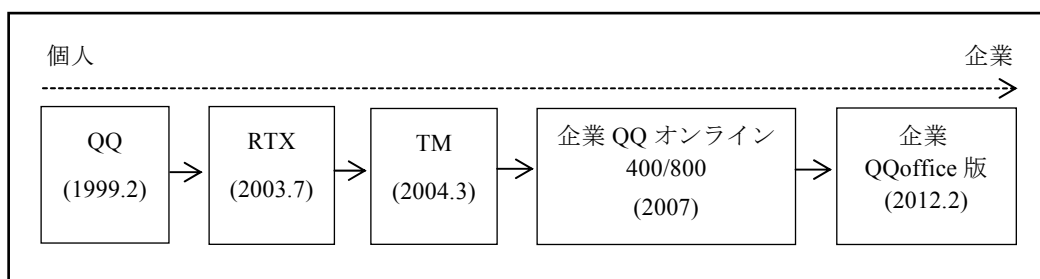 個人
企業
QQ
(1999.2)
RTX
(2003.7)
TM
(2004.3)
企業 QQ オンライン
400/800
(2007)
企業
QQoffice 版
(2012.2)